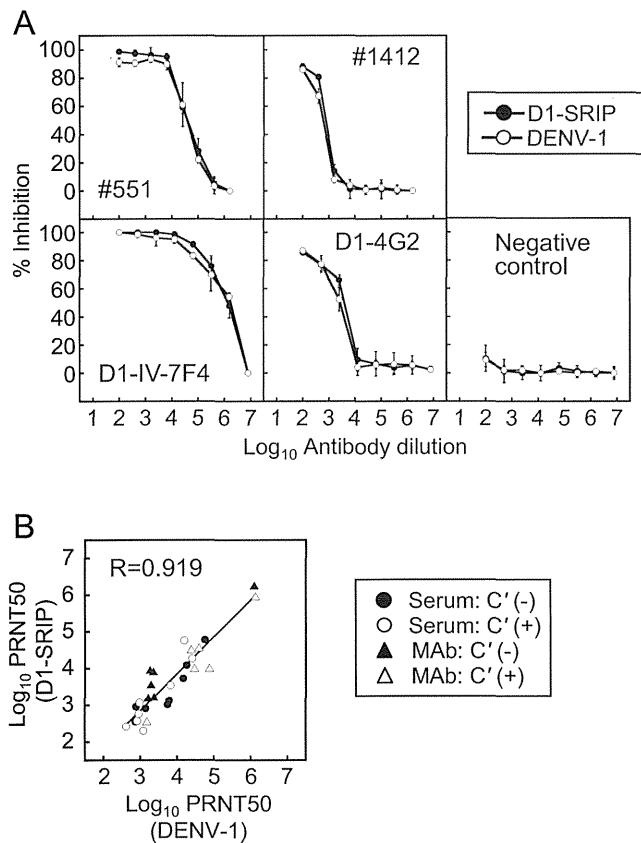 A
100
80
60
40
20
0
#551
#1412
D1-SRIP
DENV-1
% Inhibition
100
80
60
40
20
0
D1-IV-7F4
D1-4G2
Negative control
1 2 3 4 5 6 7 1 2 3 4 5 6 7 1 2 3 4 5 6 7
Log10 Antibody dilution
B
7
6
5
4
3
2
R=0.919
Log10 PRNT50
(D1-SRIP)
Serum: C′ (-)
Serum: C′ (+)
MAb: C′ (-)
MAb: C′ (+)
2 3 4 5 6 7
Log10 PRNT50
(DENV-1)